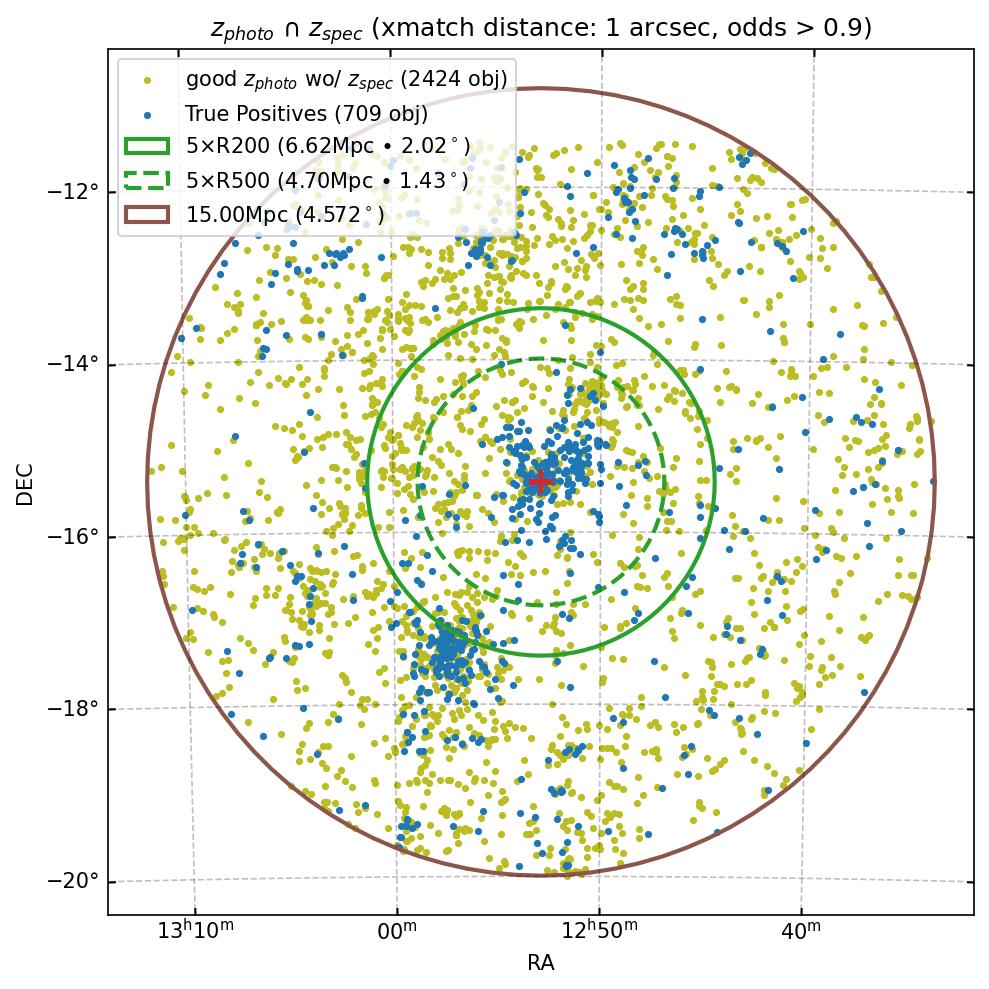 z_photo ∩ z_spec (xmatch distance: 1 arcsec, odds > 0.9)
good z_photo wo/ z_spec (2424 obj)
True Positives (709 obj)
5×R200 (6.62Mpc • 2.02°)
5×R500 (4.70Mpc • 1.43°)
15.00Mpc (4.572°)
−12°
−14°
−16°
−18°
−20°
DEC
13h10m 00m 12h50m 40m
RA